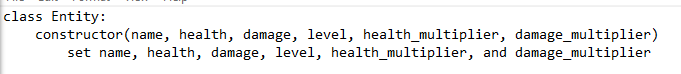 class Entity:
    constructor(name, health, damage, level, health_multiplier, damage_multiplier)
        set name, health, damage, level, health_multiplier, and damage_multiplier